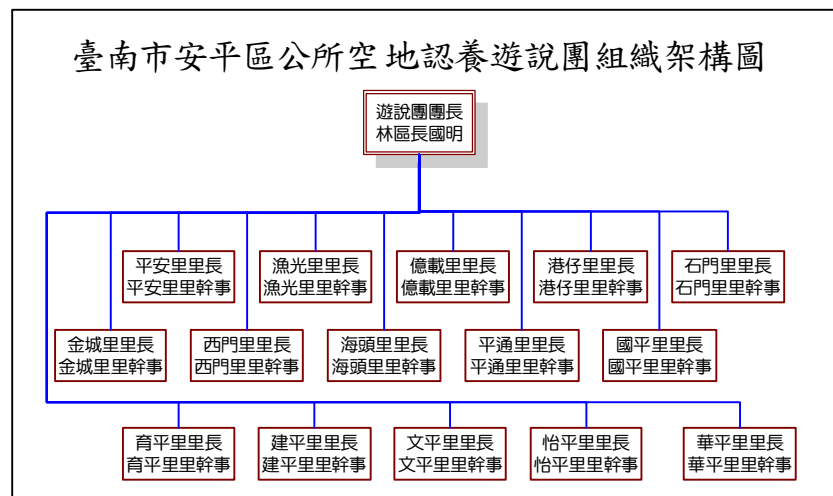 臺南市安平區公所空地認養遊說團組織架構圖
遊說團團長
林區長國明
平安里里長
平安里里幹事
漁光里里長
漁光里里幹事
億載里里長
億載里里幹事
港仔里里長
港仔里里幹事
石門里里長
石門里里幹事
金城里里長
金城里里幹事
西門里里長
西門里里幹事
海頭里里長
海頭里里幹事
平通里里長
平通里里幹事
國平里里長
國平里里幹事
育平里里長
育平里里幹事
建平里里長
建平里里幹事
文平里里長
文平里里幹事
怡平里里長
怡平里里幹事
華平里里長
華平里里幹事